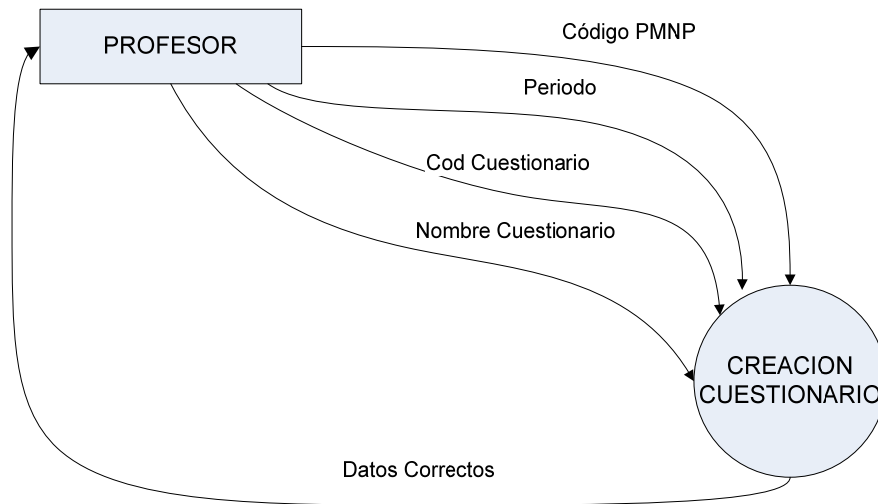 PROFESOR
Código PMNP
Periodo
Cod Cuestionario
Nombre Cuestionario
CREACION
CUESTIONARIO
Datos Correctos